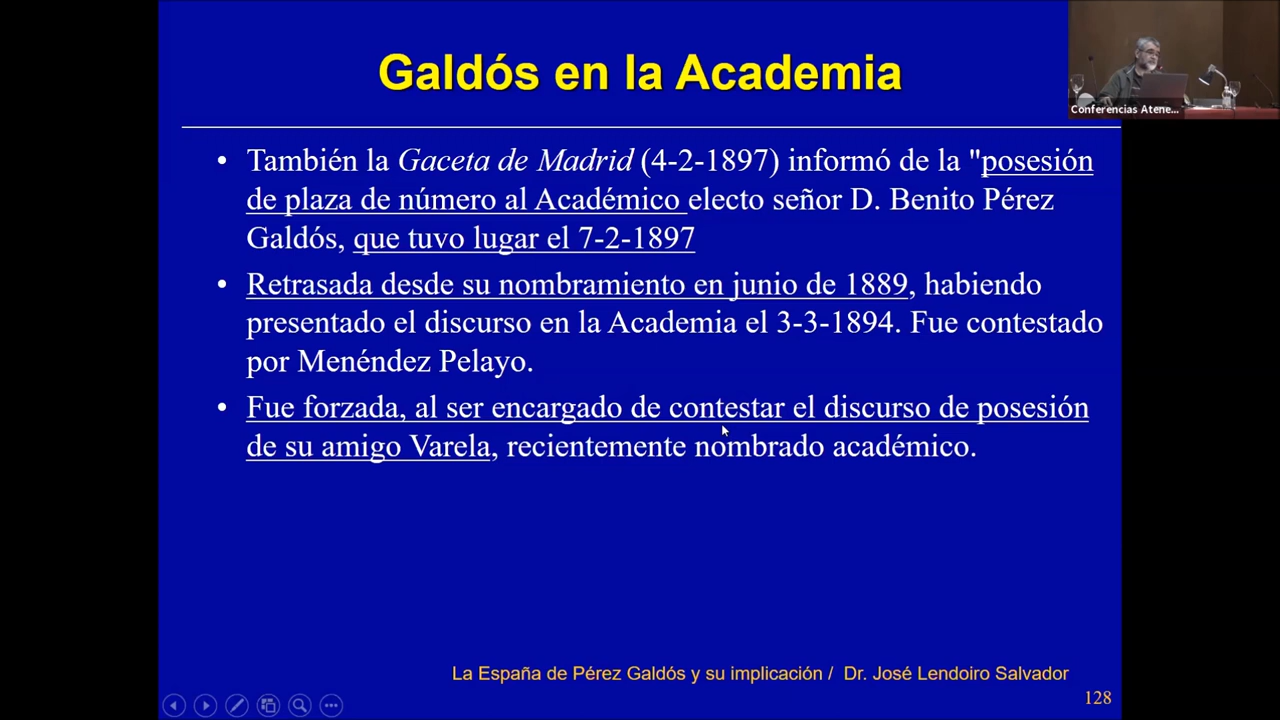 Galdós en la Academia
Conferencias Atene...
• También la Gaceta de Madrid (4-2-1897) informó de la "posesión
de plaza de número al Académico electo señor D. Benito Pérez
Galdós, que tuvo lugar el 7-2-1897
• Retrasada desde su nombramiento en junio de 1889, habiendo
presentado el discurso en la Academia el 3-3-1894. Fue contestado
por Menéndez Pelayo.
• Fue forzada, al ser encargado de contestar el discurso de posesión
de su amigo Varela, recientemente nombrado académico.
La España de Pérez Galdós y su implicación / Dr. José Lendoiro Salvador
128